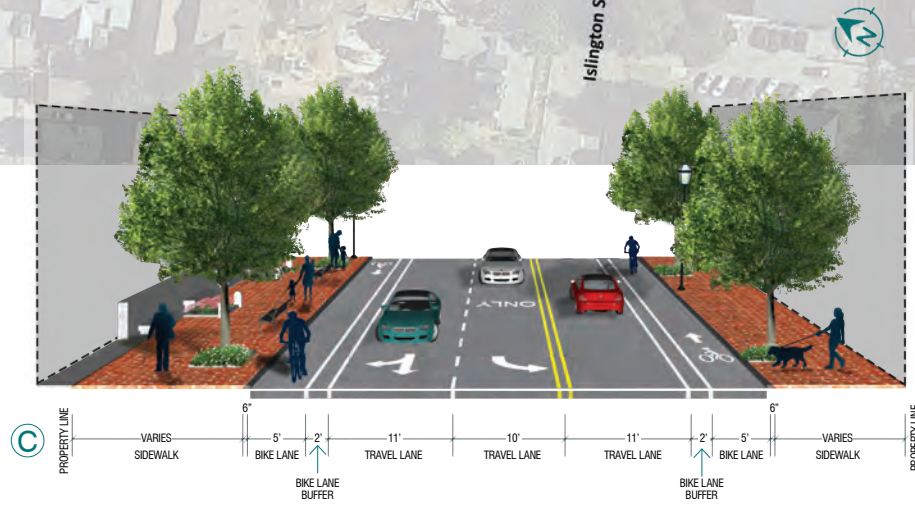 Islington S
N
ONLY
6"
6"
C
PROPERTY LINE
VARIES
5'
2'
11'
10'
11'
2'
5'
VARIES
PROPERTY LINE
SIDEWALK
BIKE LANE
TRAVEL LANE
TRAVEL LANE
TRAVEL LANE
BIKE LANE
SIDEWALK
BIKE LANE
BUFFER
BIKE LANE
BUFFER